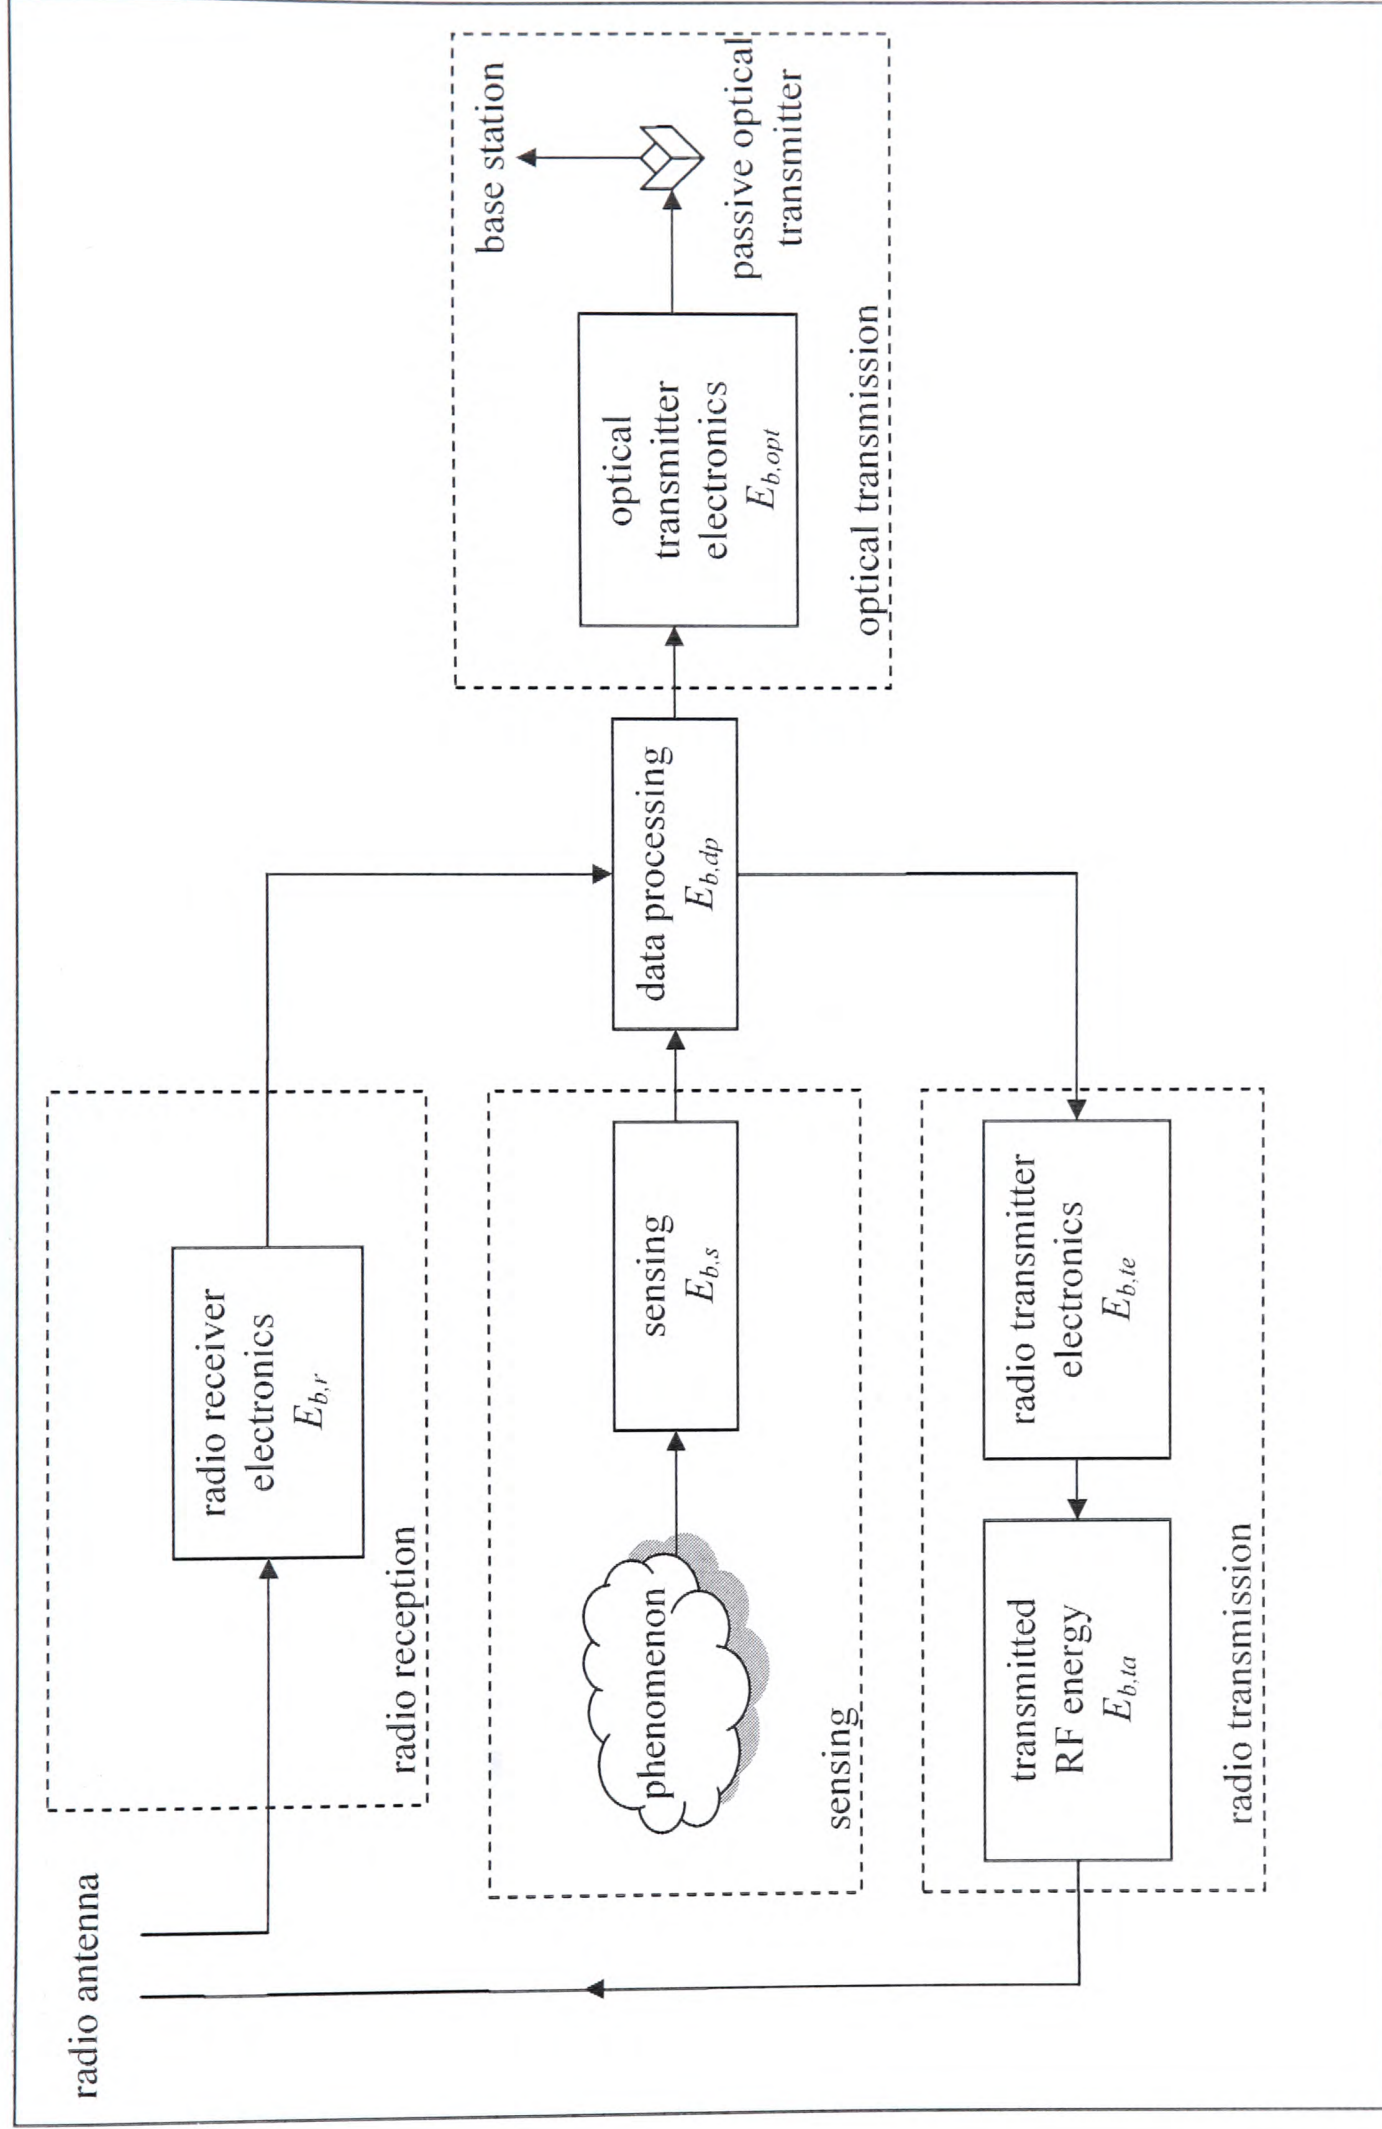 radio antenna
radio receiver
electronics
E_{b,r}
radio reception
phenomenon
sensing
E_{b,s}
sensing
transmitted
RF energy
E_{b,ta}
radio transmitter
electronics
E_{b,te}
radio transmission
data processing
E_{b,dp}
optical
transmitter
electronics
E_{b,opt}
base station
passive optical
transmitter
optical transmission